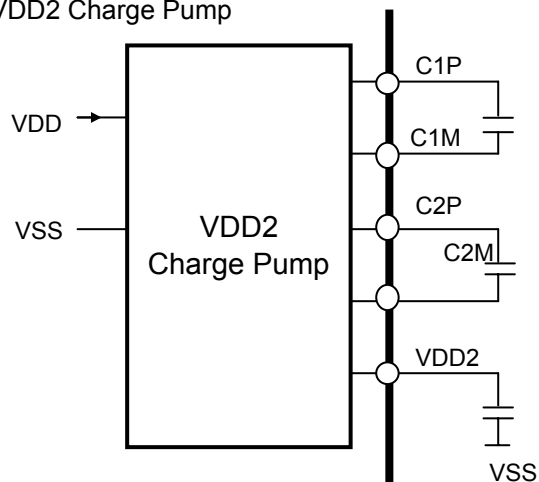 VDD2 Charge Pump
VDD
VSS
VDD2
Charge Pump
C1P
C1M
C2P
C2M
VDD2
VSS